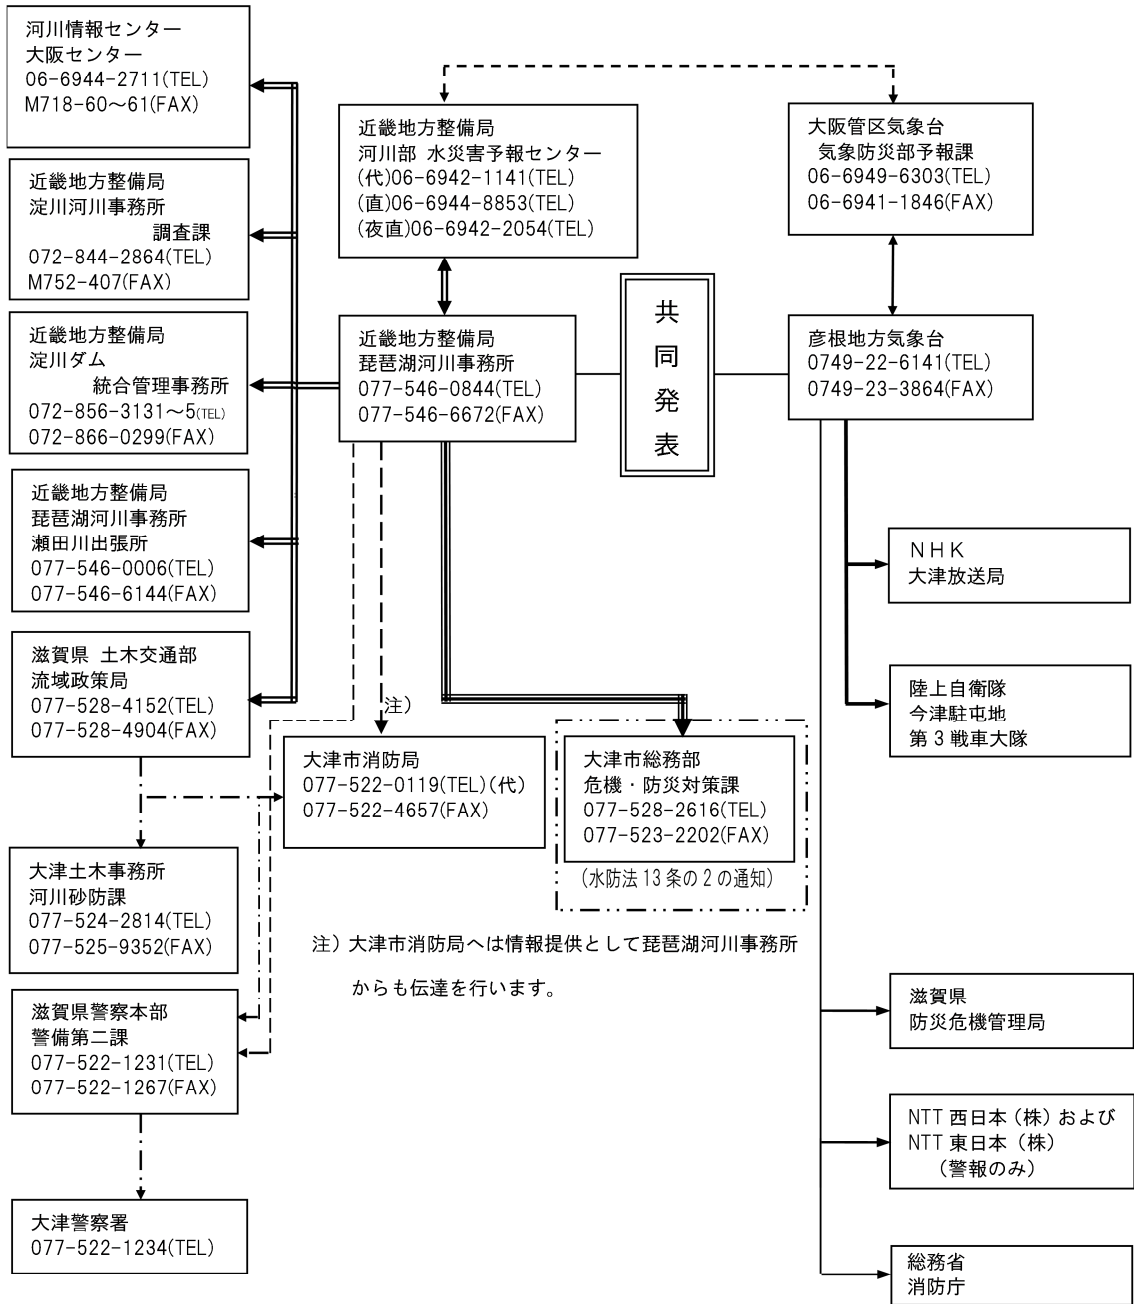 河川情報センター
大阪センター
06-6944-2711(TEL)
M718-60～61(FAX)
近畿地方整備局
淀川河川事務所
調査課
072-844-2864(TEL)
M752-407(FAX)
近畿地方整備局
淀川ダム
統合管理事務所
072-856-3131～5(TEL)
072-866-0299(FAX)
近畿地方整備局
琵琶湖河川事務所
瀬田川出張所
077-546-0006(TEL)
077-546-6144(FAX)
滋賀県 土木交通部
流域政策局
077-528-4152(TEL)
077-528-4904(FAX)
大津土木事務所
河川砂防課
077-524-2814(TEL)
077-525-9352(FAX)
滋賀県警察本部
警備第二課
077-522-1231(TEL)
077-522-1267(FAX)
大津警察署
077-522-1234(TEL)
近畿地方整備局
河川部 水災害予報センター
(代)06-6942-1141(TEL)
(直)06-6944-8853(TEL)
(夜直)06-6942-2054(TEL)
近畿地方整備局
琵琶湖河川事務所
077-546-0844(TEL)
077-546-6672(FAX)
共同発表
注）
大津市消防局
077-522-0119(TEL)(代)
077-522-4657(FAX)
大津市総務部
危機・防災対策課
077-528-2616(TEL)
077-523-2202(FAX)
（水防法13条の2の通知）
注）大津市消防局へは情報提供として琵琶湖河川事務所
からも伝達を行います。
大阪管区気象台
気象防災部予報課
06-6949-6303(TEL)
06-6941-1846(FAX)
彦根地方気象台
0749-22-6141(TEL)
0749-23-3864(FAX)
ＮＨＫ
大津放送局
陸上自衛隊
今津駐屯地
第３戦車大隊
滋賀県
防災危機管理局
NTT 西日本（株）および
NTT 東日本（株）
（警報のみ）
総務省
消防庁